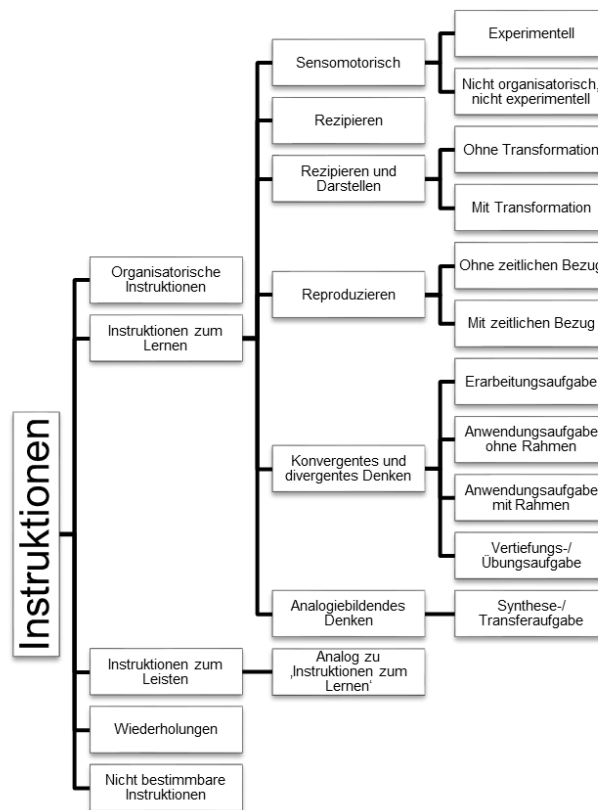 Instruktionen
Organisatorische
Instruktionen
Instruktionen zum
Lernen
Sensomotorisch
Experimentell
Nicht organisatorisch,
nicht experimentell
Rezipieren
Rezipieren und
Darstellen
Ohne Transformation
Mit Transformation
Reproduzieren
Ohne zeitlichen Bezug
Mit zeitlichen Bezug
Konvergentes und
divergentes Denken
Erarbeitungsaufgabe
Anwendungsaufgabe
ohne Rahmen
Anwendungsaufgabe
mit Rahmen
Vertiefungs-/
Übungsaufgabe
Analogiebildendes
Denken
Synthese-/
Transferaufgabe
Instruktionen zum
Leisten
Analog zu
‚Instruktionen zum
Lernen‘
Wiederholungen
Nicht bestimmbare
Instruktionen